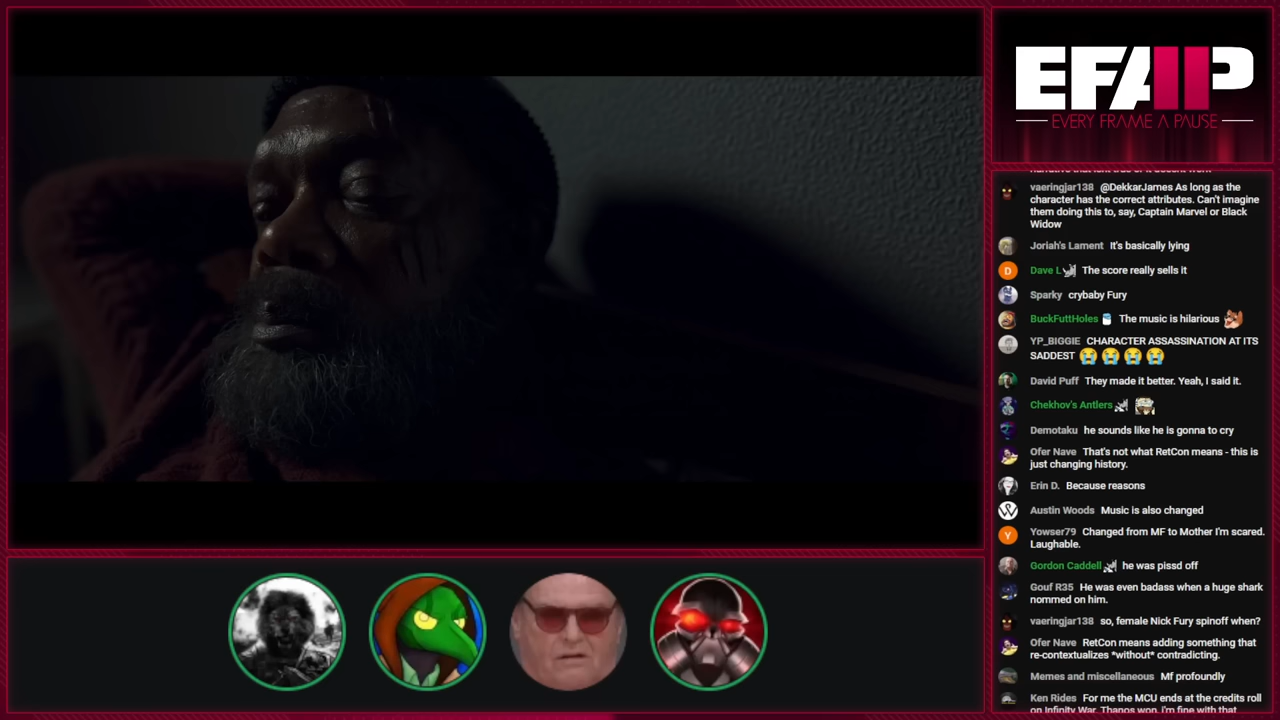 EFAP
EVERY FRAME A PAUSE
vaeringjar138 @DekkarJames As long as the
character has the correct attributes. Can't imagine
them doing this to, say, Captain Marvel or Black
Widow
Joriah's Lament It's basically lying
D
Dave L The score really sells it
Sparky crybaby Fury
BuckFuttHoles The music is hilarious
YP_BIGGIE CHARACTER ASSASSINATION AT ITS
SADDEST
David Puff They made it better. Yeah, I said it.
Chekhov's Antlers
Demotaku he sounds like he is gonna to cry
Ofer Nave That's not what RetCon means - this is
just changing history.
Erin D. Because reasons
Austin Woods Music is also changed
Y
Yowser79 Changed from MF to Mother I'm scared.
Laughable.
Gordon Caddell he was pissd off
Gouf R35 He was even badass when a huge shark
nommed on him.
vaeringjar138 so, female Nick Fury spinoff when?
Ofer Nave RetCon means adding something that
re-contextualizes *without* contradicting.
Memes and miscellaneous Mf profoundly
Ken Rides For me the MCU ends at the credits roll
on Infinity War. Thanos won, i'm fine with that